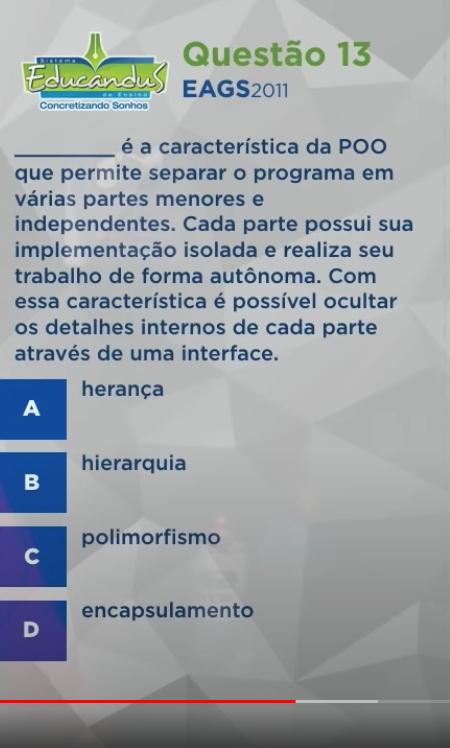 Sistema
Educandus
de Ensino
Concretizando Sonhos
Questão 13
EAGS2011
__________ é a característica da POO
que permite separar o programa em
várias partes menores e
independentes. Cada parte possui sua
implementação isolada e realiza seu
trabalho de forma autônoma. Com
essa característica é possível ocultar
os detalhes internos de cada parte
através de uma interface.
A herança
B hierarquia
C polimorfismo
D encapsulamento